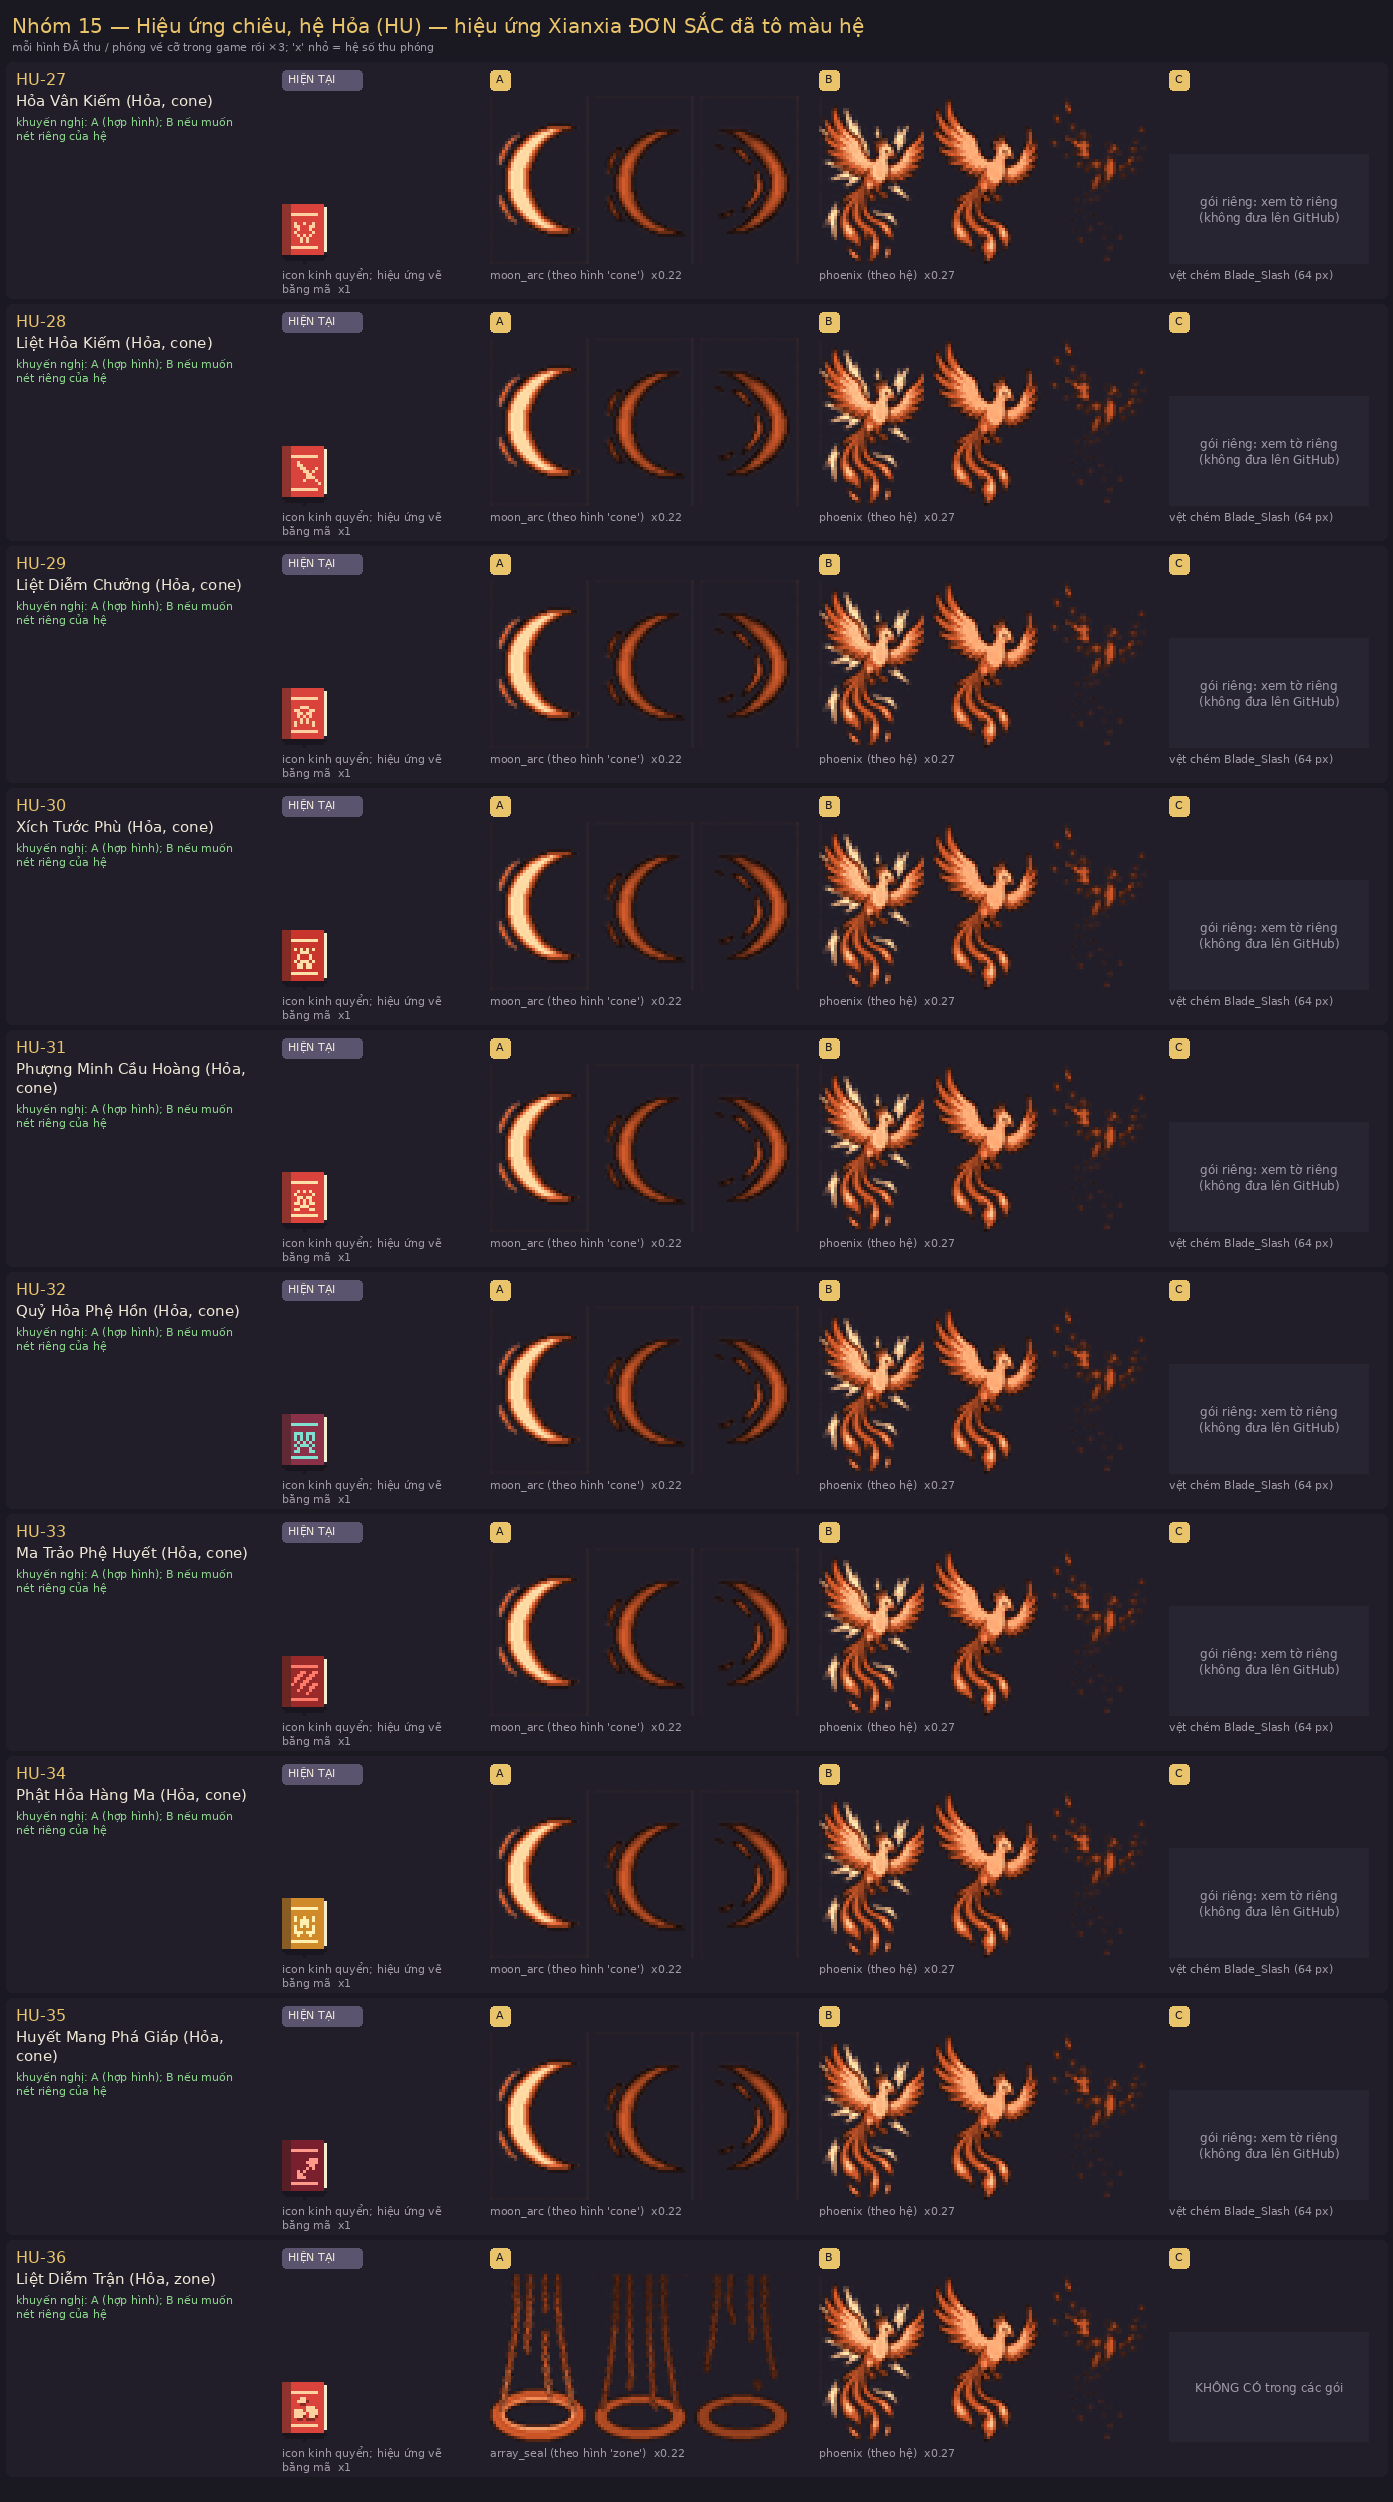 Nhóm 15 — Hiệu ứng chiêu, hệ Hỏa (HU) — hiệu ứng Xianxia ĐƠN SẮC đã tô màu hệ
mỗi hình ĐÃ thu / phóng về cỡ trong game rồi ×3; 'x' nhỏ = hệ số thu phóng
HU-27
Hỏa Vân Kiếm (Hỏa, cone)
khuyến nghị: A (hợp hình); B nếu muốn
nét riêng của hệ
HIỆN TẠI
icon kinh quyển; hiệu ứng vẽ
bằng mã x1
A
moon_arc (theo hình 'cone') x0.22
B
phoenix (theo hệ) x0.27
C
gói riêng: xem tờ riêng
(không đưa lên GitHub)
vệt chém Blade_Slash (64 px)
HU-28
Liệt Hỏa Kiếm (Hỏa, cone)
khuyến nghị: A (hợp hình); B nếu muốn
nét riêng của hệ
HIỆN TẠI
icon kinh quyển; hiệu ứng vẽ
bằng mã x1
A
moon_arc (theo hình 'cone') x0.22
B
phoenix (theo hệ) x0.27
C
gói riêng: xem tờ riêng
(không đưa lên GitHub)
vệt chém Blade_Slash (64 px)
HU-29
Liệt Diễm Chưởng (Hỏa, cone)
khuyến nghị: A (hợp hình); B nếu muốn
nét riêng của hệ
HIỆN TẠI
icon kinh quyển; hiệu ứng vẽ
bằng mã x1
A
moon_arc (theo hình 'cone') x0.22
B
phoenix (theo hệ) x0.27
C
gói riêng: xem tờ riêng
(không đưa lên GitHub)
vệt chém Blade_Slash (64 px)
HU-30
Xích Tước Phù (Hỏa, cone)
khuyến nghị: A (hợp hình); B nếu muốn
nét riêng của hệ
HIỆN TẠI
icon kinh quyển; hiệu ứng vẽ
bằng mã x1
A
moon_arc (theo hình 'cone') x0.22
B
phoenix (theo hệ) x0.27
C
gói riêng: xem tờ riêng
(không đưa lên GitHub)
vệt chém Blade_Slash (64 px)
HU-31
Phượng Minh Cầu Hoàng (Hỏa,
cone)
khuyến nghị: A (hợp hình); B nếu muốn
nét riêng của hệ
HIỆN TẠI
icon kinh quyển; hiệu ứng vẽ
bằng mã x1
A
moon_arc (theo hình 'cone') x0.22
B
phoenix (theo hệ) x0.27
C
gói riêng: xem tờ riêng
(không đưa lên GitHub)
vệt chém Blade_Slash (64 px)
HU-32
Quỷ Hỏa Phệ Hồn (Hỏa, cone)
khuyến nghị: A (hợp hình); B nếu muốn
nét riêng của hệ
HIỆN TẠI
icon kinh quyển; hiệu ứng vẽ
bằng mã x1
A
moon_arc (theo hình 'cone') x0.22
B
phoenix (theo hệ) x0.27
C
gói riêng: xem tờ riêng
(không đưa lên GitHub)
vệt chém Blade_Slash (64 px)
HU-33
Ma Trảo Phệ Huyết (Hỏa, cone)
khuyến nghị: A (hợp hình); B nếu muốn
nét riêng của hệ
HIỆN TẠI
icon kinh quyển; hiệu ứng vẽ
bằng mã x1
A
moon_arc (theo hình 'cone') x0.22
B
phoenix (theo hệ) x0.27
C
gói riêng: xem tờ riêng
(không đưa lên GitHub)
vệt chém Blade_Slash (64 px)
HU-34
Phật Hỏa Hàng Ma (Hỏa, cone)
khuyến nghị: A (hợp hình); B nếu muốn
nét riêng của hệ
HIỆN TẠI
icon kinh quyển; hiệu ứng vẽ
bằng mã x1
A
moon_arc (theo hình 'cone') x0.22
B
phoenix (theo hệ) x0.27
C
gói riêng: xem tờ riêng
(không đưa lên GitHub)
vệt chém Blade_Slash (64 px)
HU-35
Huyết Mang Phá Giáp (Hỏa,
cone)
khuyến nghị: A (hợp hình); B nếu muốn
nét riêng của hệ
HIỆN TẠI
icon kinh quyển; hiệu ứng vẽ
bằng mã x1
A
moon_arc (theo hình 'cone') x0.22
B
phoenix (theo hệ) x0.27
C
gói riêng: xem tờ riêng
(không đưa lên GitHub)
vệt chém Blade_Slash (64 px)
HU-36
Liệt Diễm Trận (Hỏa, zone)
khuyến nghị: A (hợp hình); B nếu muốn
nét riêng của hệ
HIỆN TẠI
icon kinh quyển; hiệu ứng vẽ
bằng mã x1
A
array_seal (theo hình 'zone') x0.22
B
phoenix (theo hệ) x0.27
C
KHÔNG CÓ trong các gói